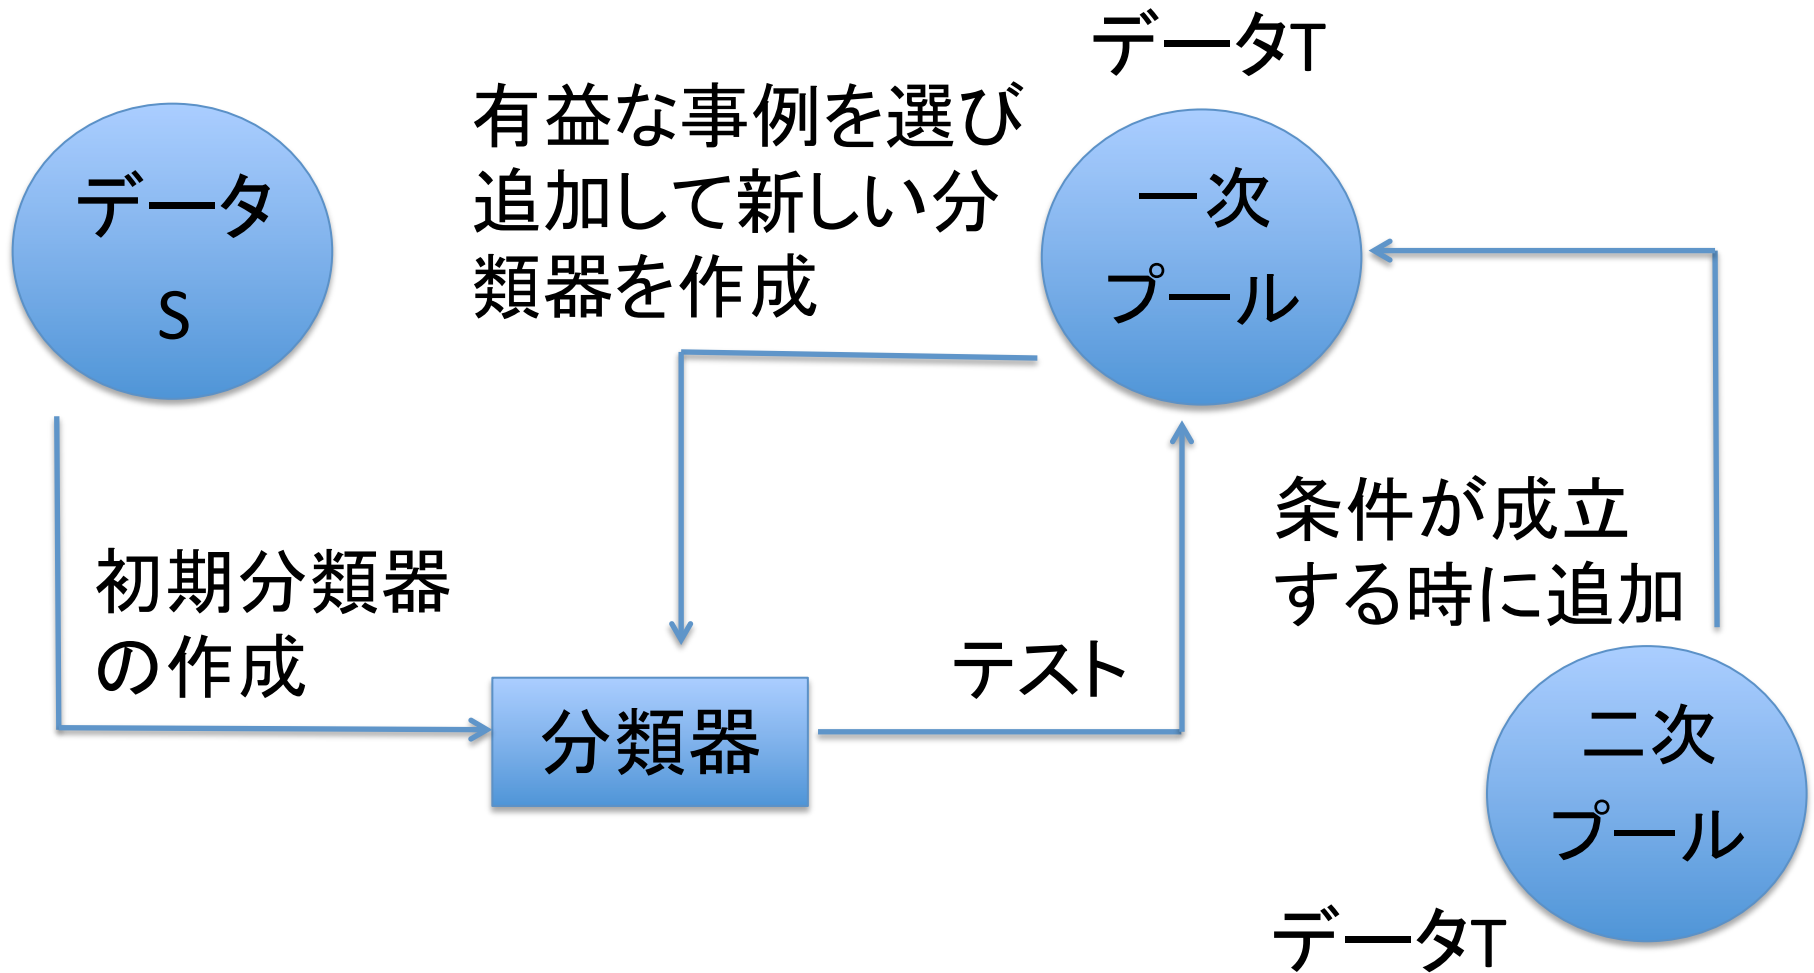 データT
有益な事例を選び
追加して新しい分
類器を作成
データ
S
一次
プール
条件が成立
する時に追加
初期分類器
の作成
テスト
分類器
二次
プール
データT